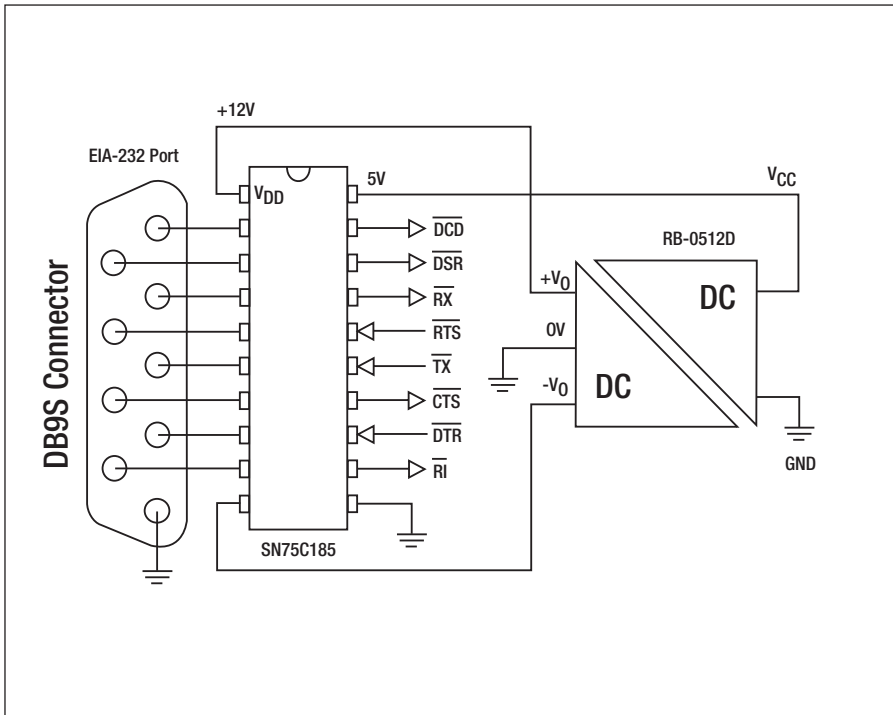 +12V
EIA-232 Port
DB9S Connector
VDD
5V
VCC
DCD
DSR
RX
RTS
TX
CTS
DTR
RI
SN75C185
RB-0512D
+V0
0V
-V0
DC
DC
GND